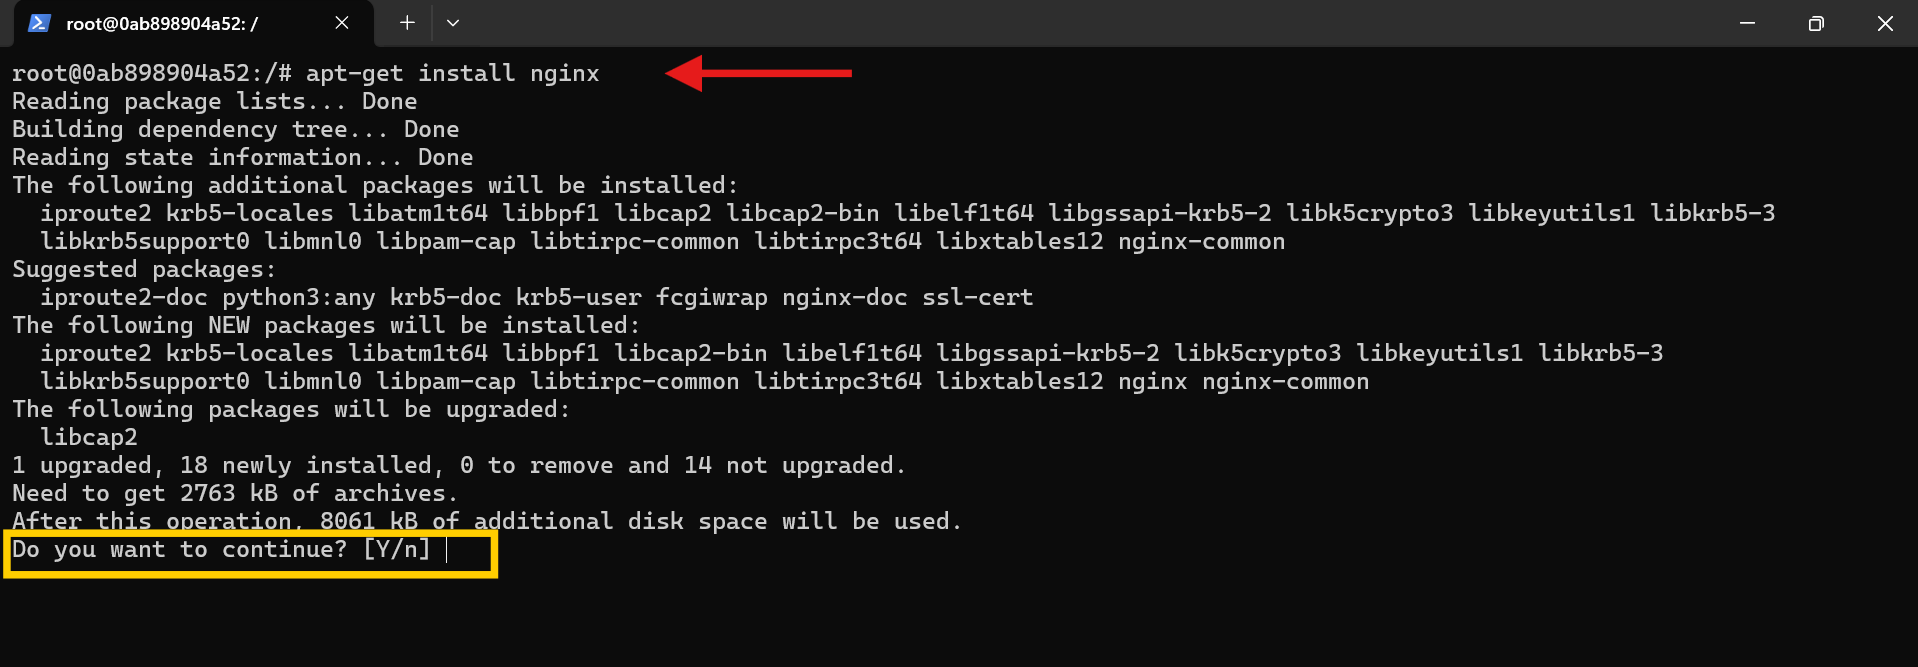 root@0ab898904a52: /
root@0ab898904a52:/# apt-get install nginx
Reading package lists... Done
Building dependency tree... Done
Reading state information... Done
The following additional packages will be installed:
  iproute2 krb5-locales libatm1t64 libbpf1 libcap2 libcap2-bin libelf1t64 libgssapi-krb5-2 libk5crypto3 libkeyutils1 libkrb5-3
  libkrb5support0 libmnl0 libpam-cap libtirpc-common libtirpc3t64 libxtables12 nginx-common
Suggested packages:
  iproute2-doc python3:any krb5-doc krb5-user fcgiwrap nginx-doc ssl-cert
The following NEW packages will be installed:
  iproute2 krb5-locales libatm1t64 libbpf1 libcap2-bin libelf1t64 libgssapi-krb5-2 libk5crypto3 libkeyutils1 libkrb5-3
  libkrb5support0 libmnl0 libpam-cap libtirpc-common libtirpc3t64 libxtables12 nginx nginx-common
The following packages will be upgraded:
  libcap2
1 upgraded, 18 newly installed, 0 to remove and 14 not upgraded.
Need to get 2763 kB of archives.
After this operation, 8061 kB of additional disk space will be used.
Do you want to continue? [Y/n]